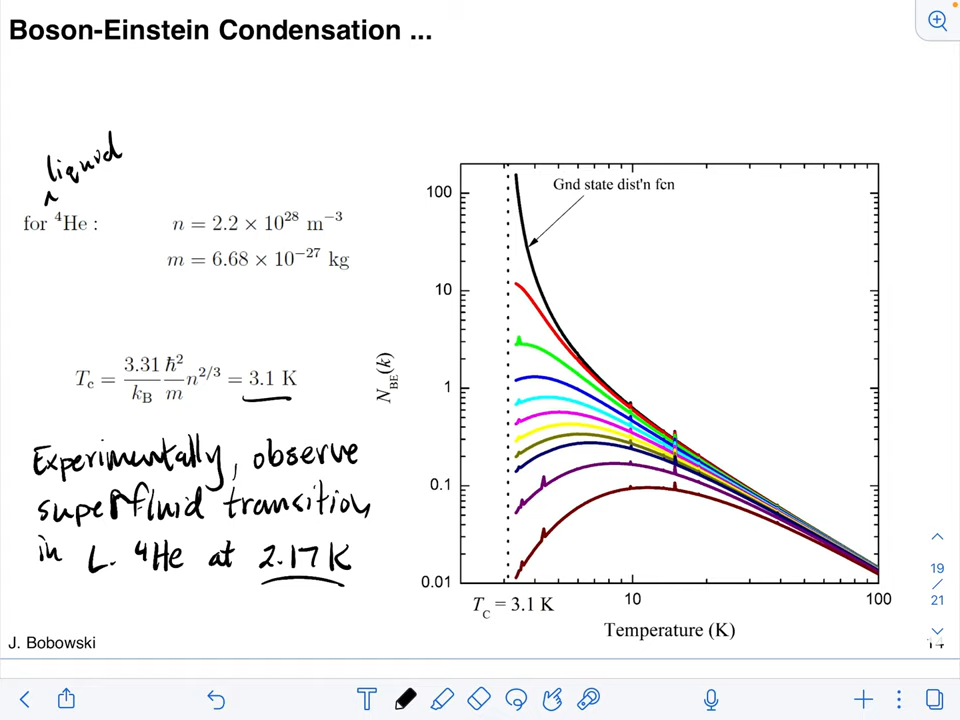 Boson-Einstein Condensation ...
liquid
for ⁴He :
n = 2.2 × 10²⁸ m⁻³
m = 6.68 × 10⁻²⁷ kg
T_c = 3.31/k_B ħ²/m n^{2/3} = 3.1 K
Experimentally, observe
superfluid transition
in L. ⁴He at 2.17 K
Gnd state dist'n fcn
100
10
1
0.1
0.01
N_BE(k)
T_C = 3.1 K
10
100
Temperature (K)
J. Bobowski
14
19
/
21
T